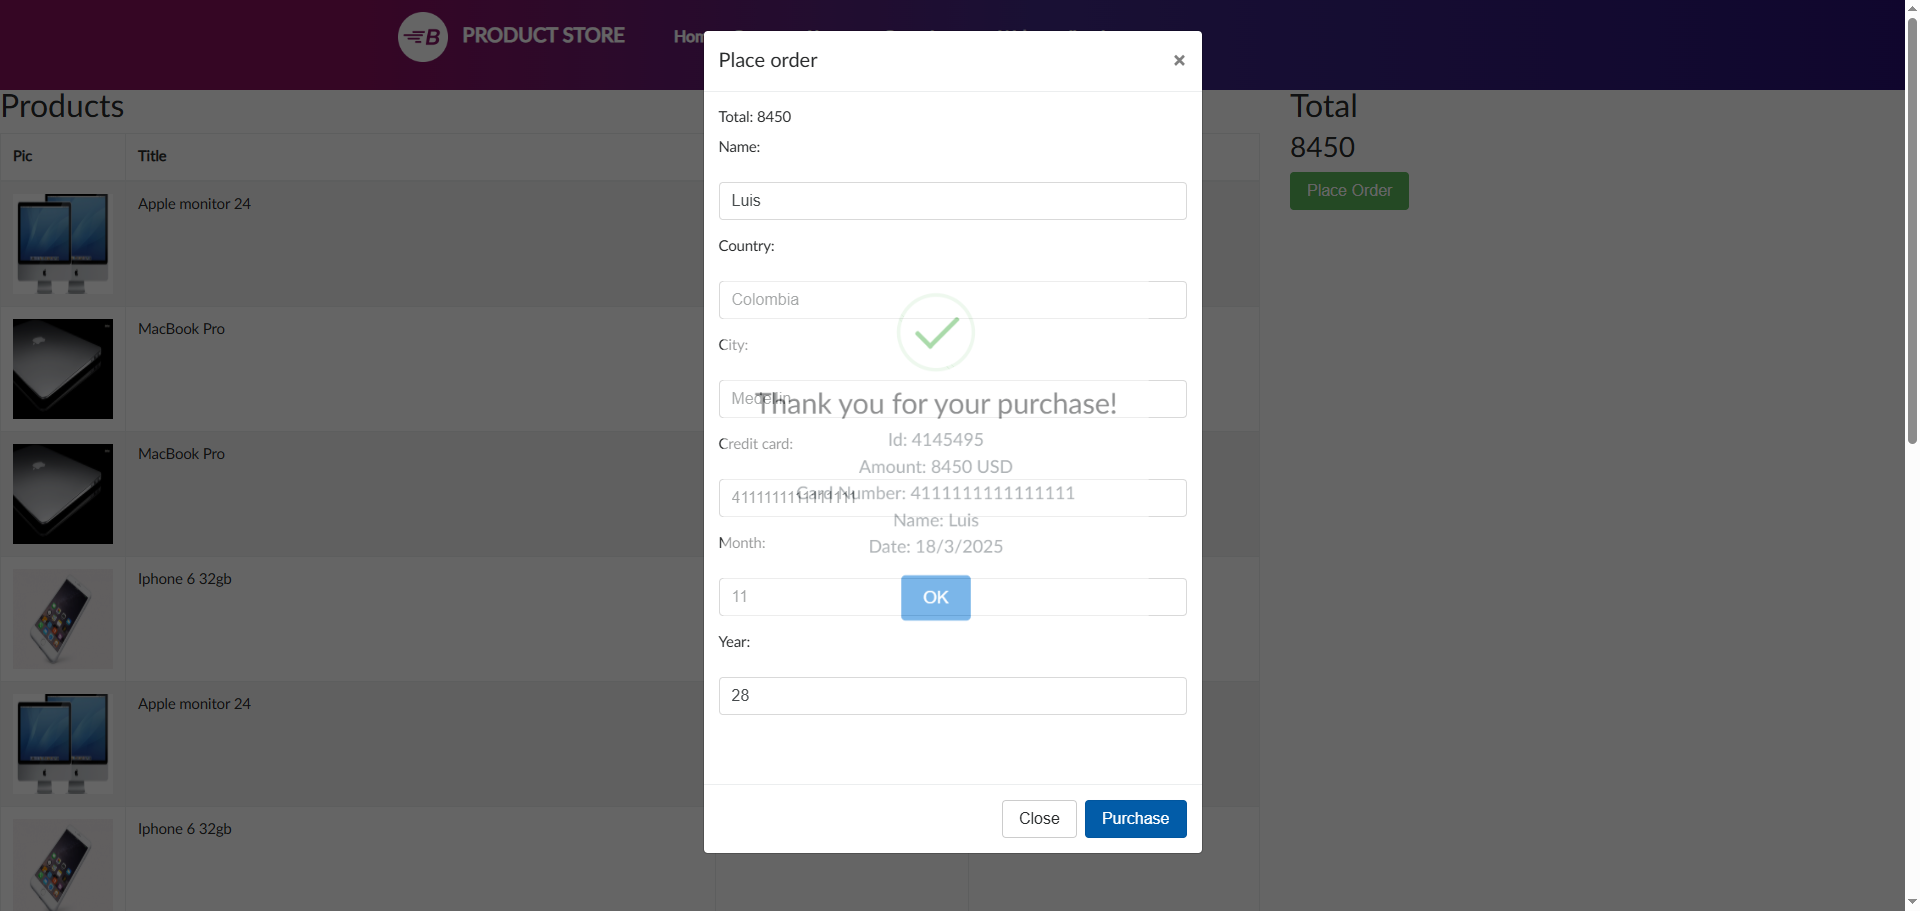 B PRODUCT STORE
Place order
×
Products
Total: 8450
Total
Name:
8450
Pic Title
Place Order
Luis
Apple monitor 24
Country:
Colombia
MacBook Pro
City:
Medellin
Thank you for your purchase!
Id: 4145495
Credit card:
MacBook Pro
Amount: 8450 USD
4111111111111111
Card Number: 4111111111111111
Name: Luis
Month:
Date: 18/3/2025
Iphone 6 32gb
11
OK
Year:
28
Apple monitor 24
Close Purchase
Iphone 6 32gb